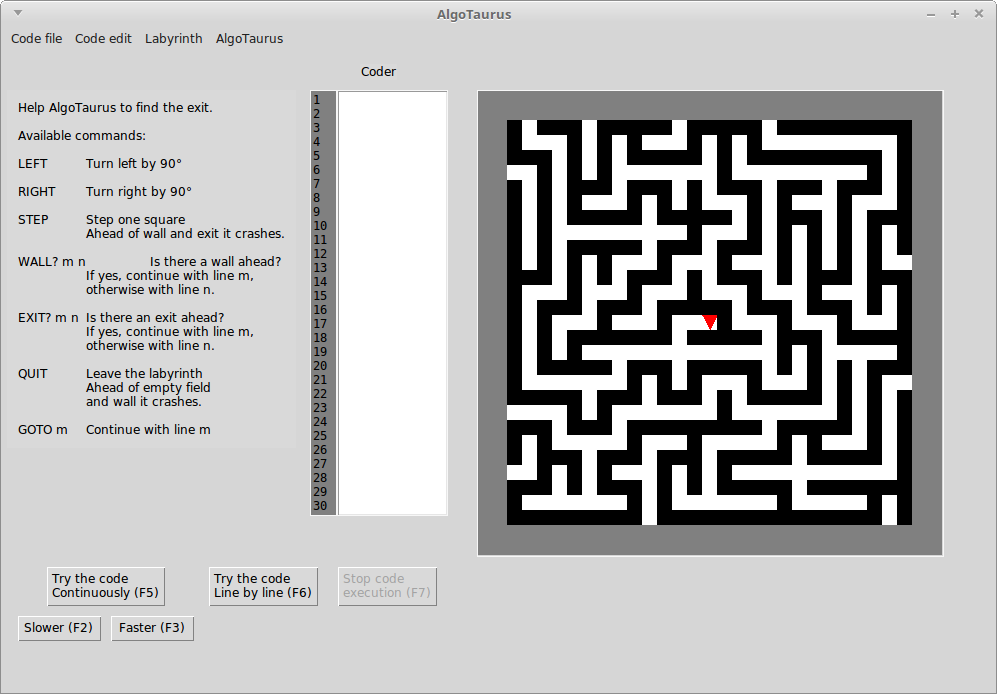 AlgoTaurus
Code file Code edit Labyrinth AlgoTaurus
Coder
Help AlgoTaurus to find the exit.
Available commands:
LEFT Turn left by 90°
RIGHT Turn right by 90°
STEP Step one square
Ahead of wall and exit it crashes.
WALL? m n Is there a wall ahead?
If yes, continue with line m,
otherwise with line n.
EXIT? m n Is there an exit ahead?
If yes, continue with line m,
otherwise with line n.
QUIT Leave the labyrinth
Ahead of empty field
and wall it crashes.
GOTO m Continue with line m
1
2
3
4
5
6
7
8
9
10
11
12
13
14
15
16
17
18
19
20
21
22
23
24
25
26
27
28
29
30
Try the code
Continuously (F5)
Try the code
Line by line (F6)
Stop code
execution (F7)
Slower (F2)
Faster (F3)